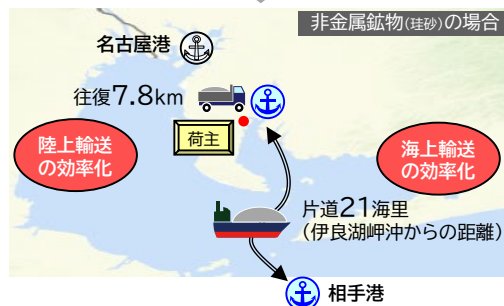 非金属鉱物(珪砂)の場合
名古屋港
往復7.8km
荷主
陸上輸送
の効率化
海上輸送
の効率化
片道21海里
(伊良湖岬沖からの距離)
相手港